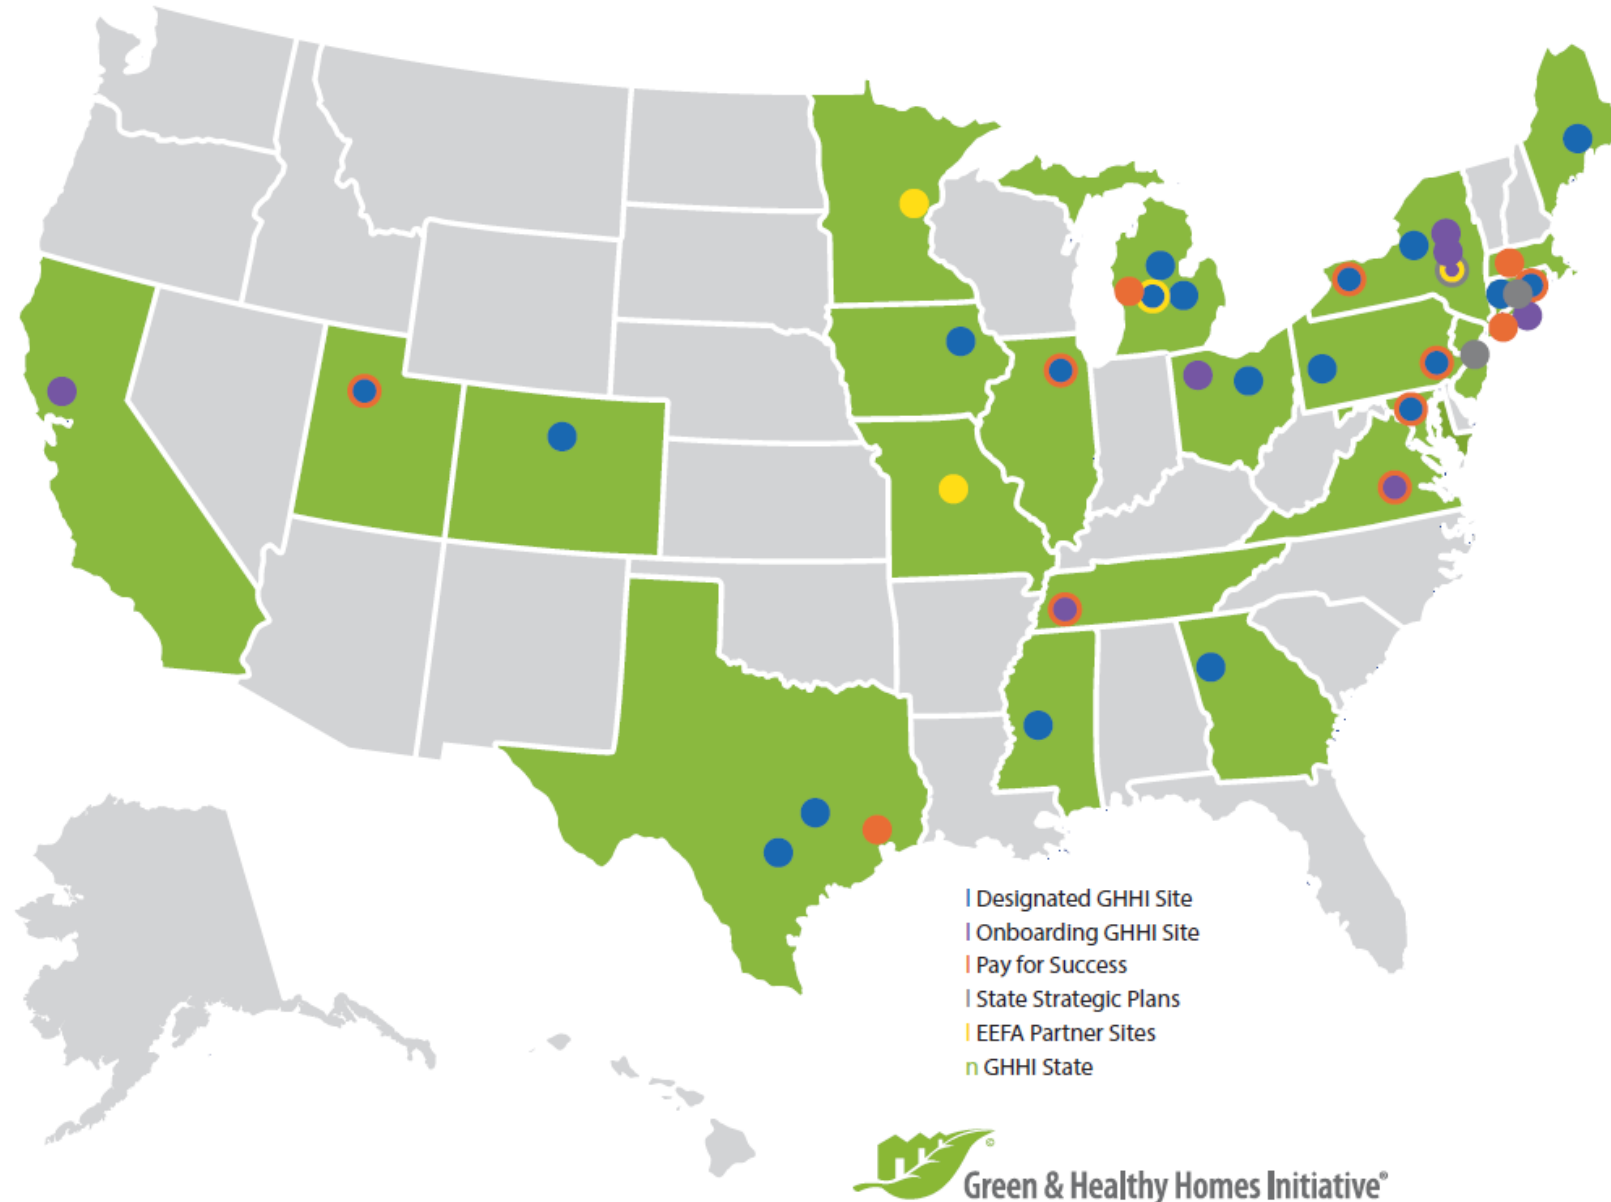 l Designated GHHI Site
l Onboarding GHHI Site
l Pay for Success
l State Strategic Plans
l EEFA Partner Sites
n GHHI State
©
Green & Healthy Homes Initiative®